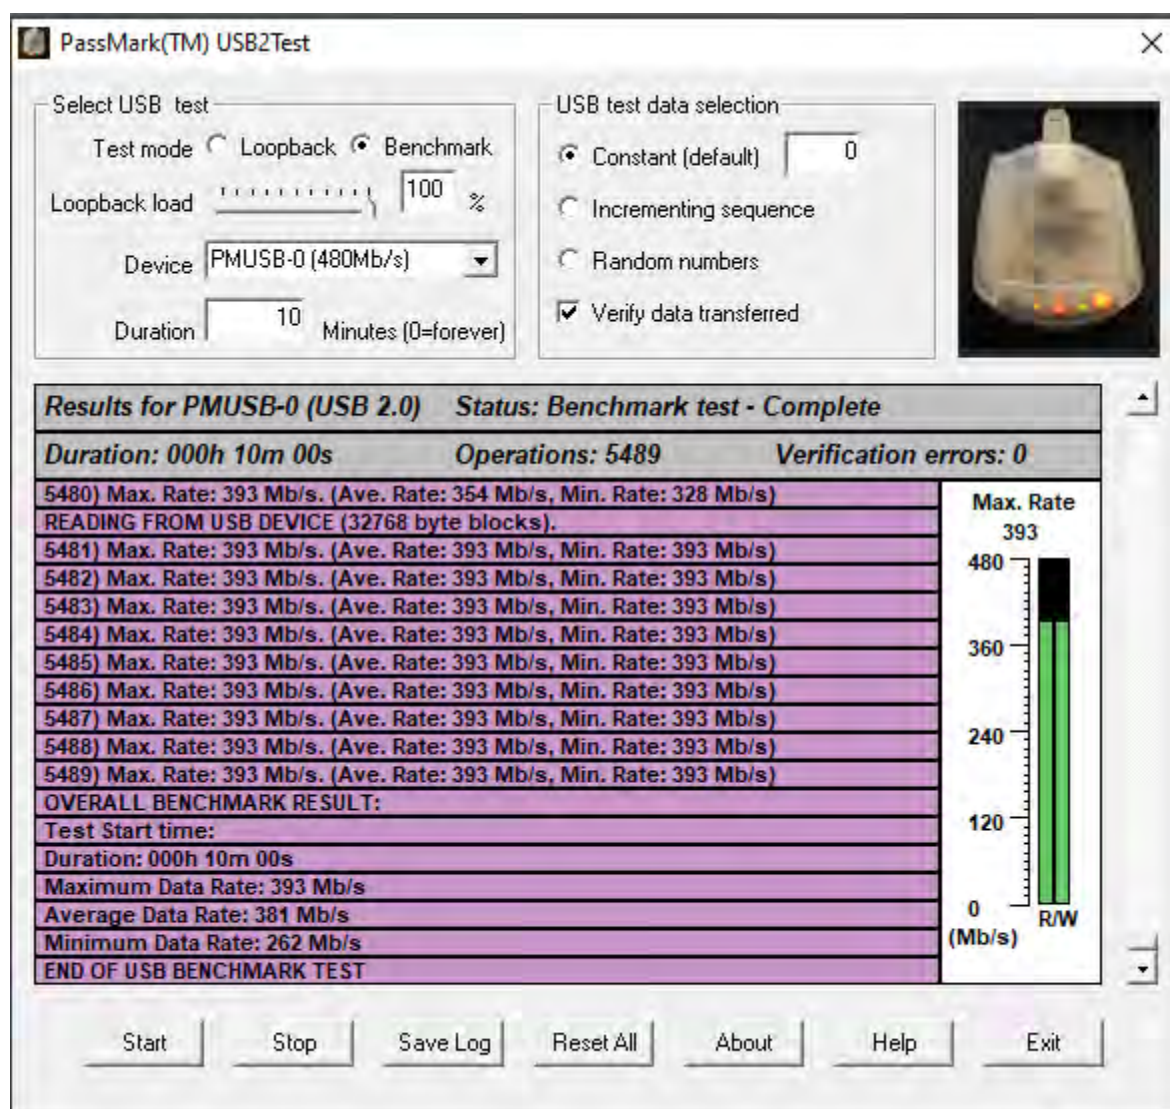 PassMark(TM) USB2Test
Select USB test
Test mode Loopback Benchmark
Loopback load 100 %
Device PMUSB-0 (480Mb/s)
Duration 10 Minutes (0=forever)
USB test data selection
Constant (default) 0
Incrementing sequence
Random numbers
Verify data transferred
Results for PMUSB-0 (USB 2.0) Status: Benchmark test - Complete
Duration: 000h 10m 00s Operations: 5489 Verification errors: 0
5480) Max. Rate: 393 Mb/s. (Ave. Rate: 354 Mb/s, Min. Rate: 328 Mb/s)
READING FROM USB DEVICE (32768 byte blocks).
5481) Max. Rate: 393 Mb/s. (Ave. Rate: 393 Mb/s, Min. Rate: 393 Mb/s)
5482) Max. Rate: 393 Mb/s. (Ave. Rate: 393 Mb/s, Min. Rate: 393 Mb/s)
5483) Max. Rate: 393 Mb/s. (Ave. Rate: 393 Mb/s, Min. Rate: 393 Mb/s)
5484) Max. Rate: 393 Mb/s. (Ave. Rate: 393 Mb/s, Min. Rate: 393 Mb/s)
5485) Max. Rate: 393 Mb/s. (Ave. Rate: 393 Mb/s, Min. Rate: 393 Mb/s)
5486) Max. Rate: 393 Mb/s. (Ave. Rate: 393 Mb/s, Min. Rate: 393 Mb/s)
5487) Max. Rate: 393 Mb/s. (Ave. Rate: 393 Mb/s, Min. Rate: 393 Mb/s)
5488) Max. Rate: 393 Mb/s. (Ave. Rate: 393 Mb/s, Min. Rate: 393 Mb/s)
5489) Max. Rate: 393 Mb/s. (Ave. Rate: 393 Mb/s, Min. Rate: 393 Mb/s)
OVERALL BENCHMARK RESULT:
Test Start time:
Duration: 000h 10m 00s
Maximum Data Rate: 393 Mb/s
Average Data Rate: 381 Mb/s
Minimum Data Rate: 262 Mb/s
END OF USB BENCHMARK TEST
Max. Rate
393
480
360
240
120
0
R/W
(Mb/s)
Start Stop Save Log Reset All About Help Exit